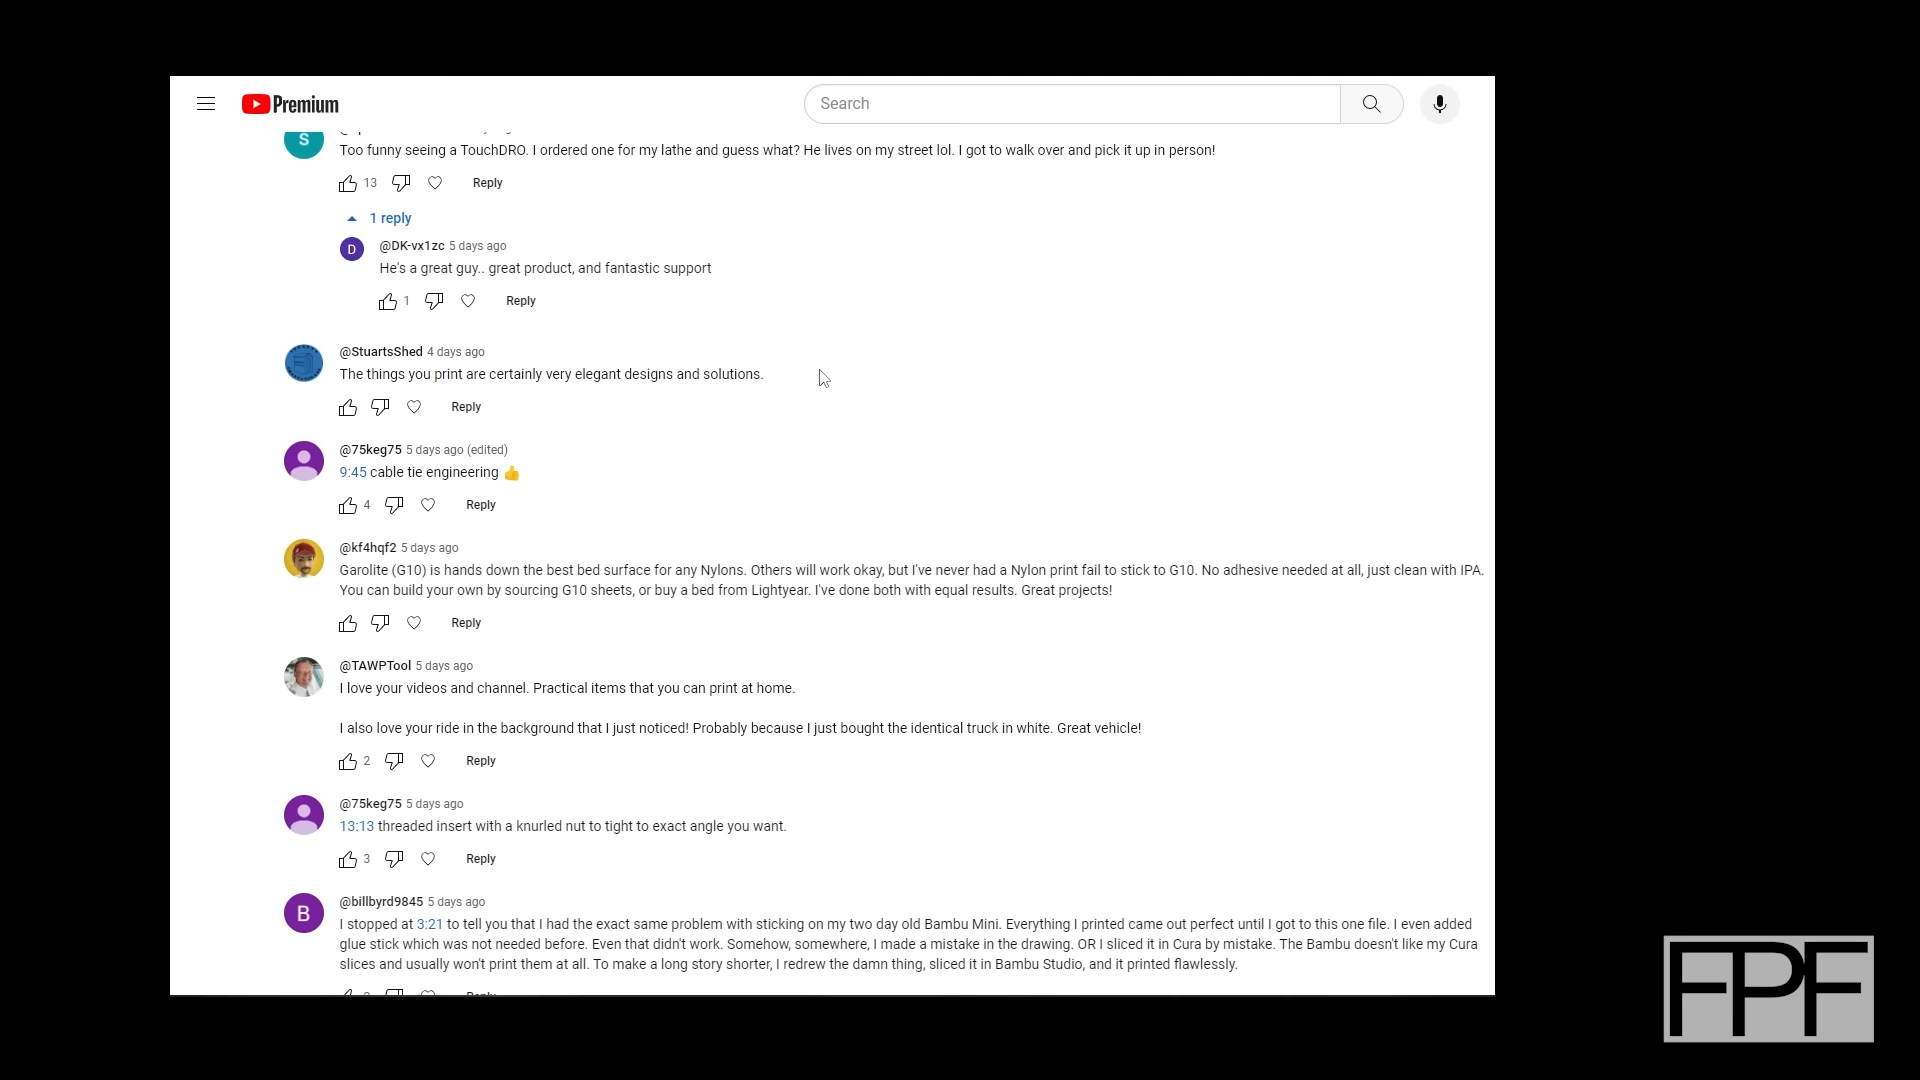 Premium
Search
S
Too funny seeing a TouchDRO. I ordered one for my lathe and guess what? He lives on my street lol. I got to walk over and pick it up in person!
13 Reply
1 reply
D
@DK-vx1zc 5 days ago
He's a great guy.. great product, and fantastic support
1 Reply
@StuartsShed 4 days ago
The things you print are certainly very elegant designs and solutions.
Reply
@75keg75 5 days ago (edited)
9:45 cable tie engineering 👍
4 Reply
@kf4hqf2 5 days ago
Garolite (G10) is hands down the best bed surface for any Nylons. Others will work okay, but I've never had a Nylon print fail to stick to G10. No adhesive needed at all, just clean with IPA.
You can build your own by sourcing G10 sheets, or buy a bed from Lightyear. I've done both with equal results. Great projects!
Reply
@TAWPTool 5 days ago
I love your videos and channel. Practical items that you can print at home.
I also love your ride in the background that I just noticed! Probably because I just bought the identical truck in white. Great vehicle!
2 Reply
@75keg75 5 days ago
13:13 threaded insert with a knurled nut to tight to exact angle you want.
3 Reply
B
@billbyrd9845 5 days ago
I stopped at 3:21 to tell you that I had the exact same problem with sticking on my two day old Bambu Mini. Everything I printed came out perfect until I got to this one file. I even added
glue stick which was not needed before. Even that didn't work. Somehow, somewhere, I made a mistake in the drawing. OR I sliced it in Cura by mistake. The Bambu doesn't like my Cura
slices and usually won't print them at all. To make a long story shorter, I redrew the damn thing, sliced it in Bambu Studio, and it printed flawlessly.
FPF